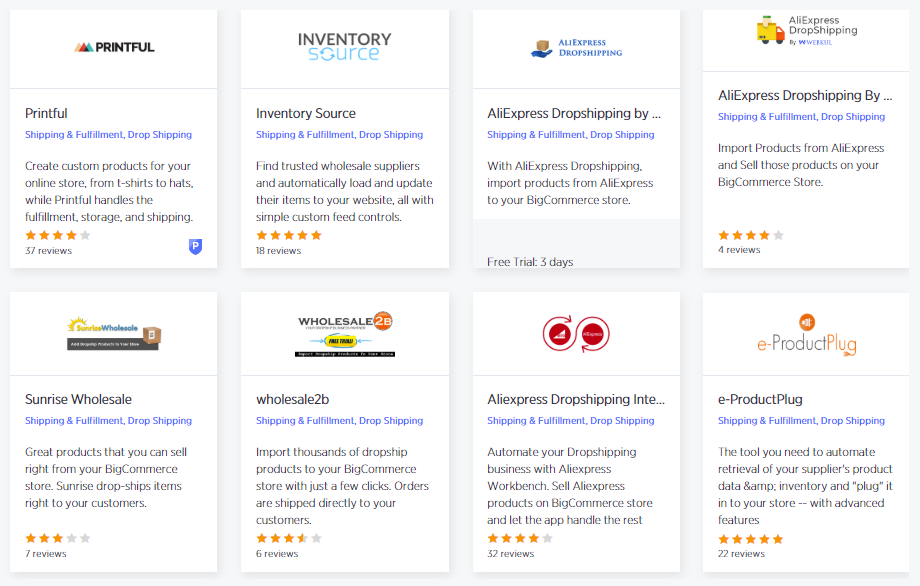 PRINTFUL
Printful
Shipping & Fulfillment, Drop Shipping
Create custom products for your
online store, from t-shirts to hats,
while Printful handles the
fulfillment, storage, and shipping.
37 reviews
P
INVENTORY
source
Inventory Source
Shipping & Fulfillment, Drop Shipping
Find trusted wholesale suppliers
and automatically load and update
their items to your website, all with
simple custom feed controls.
18 reviews
ALIEXPRESS
DROPSHIPPING
AliExpress Dropshipping by ...
Shipping & Fulfillment, Drop Shipping
With AliExpress Dropshipping,
import products from AliExpress
to your BigCommerce store.
Free Trial: 3 days
AliExpress
DropShipping
By WEBKUL
AliExpress Dropshipping By ...
Shipping & Fulfillment, Drop Shipping
Import Products from AliExpress
and Sell those products on your
BigCommerce Store.
4 reviews
SunriseWholesale
Add Dropship Products to Your Store
Sunrise Wholesale
Shipping & Fulfillment, Drop Shipping
Great products that you can sell
right from your BigCommerce
store. Sunrise drop-ships items
right to your customers.
7 reviews
WHOLESALE2B
YOUR DROPSHIP BUSINESS PARTNER
FREE TRIAL!
Import Dropship Products To Your Store
wholesale2b
Shipping & Fulfillment, Drop Shipping
Import thousands of dropship
products to your BigCommerce
store with just a few clicks. Orders
are shipped directly to your
customers.
6 reviews
AliExpress
Aliexpress Dropshipping Inte...
Shipping & Fulfillment, Drop Shipping
Automate your Dropshipping
business with Aliexpress
Workbench. Sell Aliexpress
products on BigCommerce store
and let the app handle the rest
32 reviews
e-ProductPlug
e-ProductPlug
Shipping & Fulfillment, Drop Shipping
The tool you need to automate
retrieval of your supplier's product
data &amp; inventory and "plug" it
in to your store -- with advanced
features
22 reviews